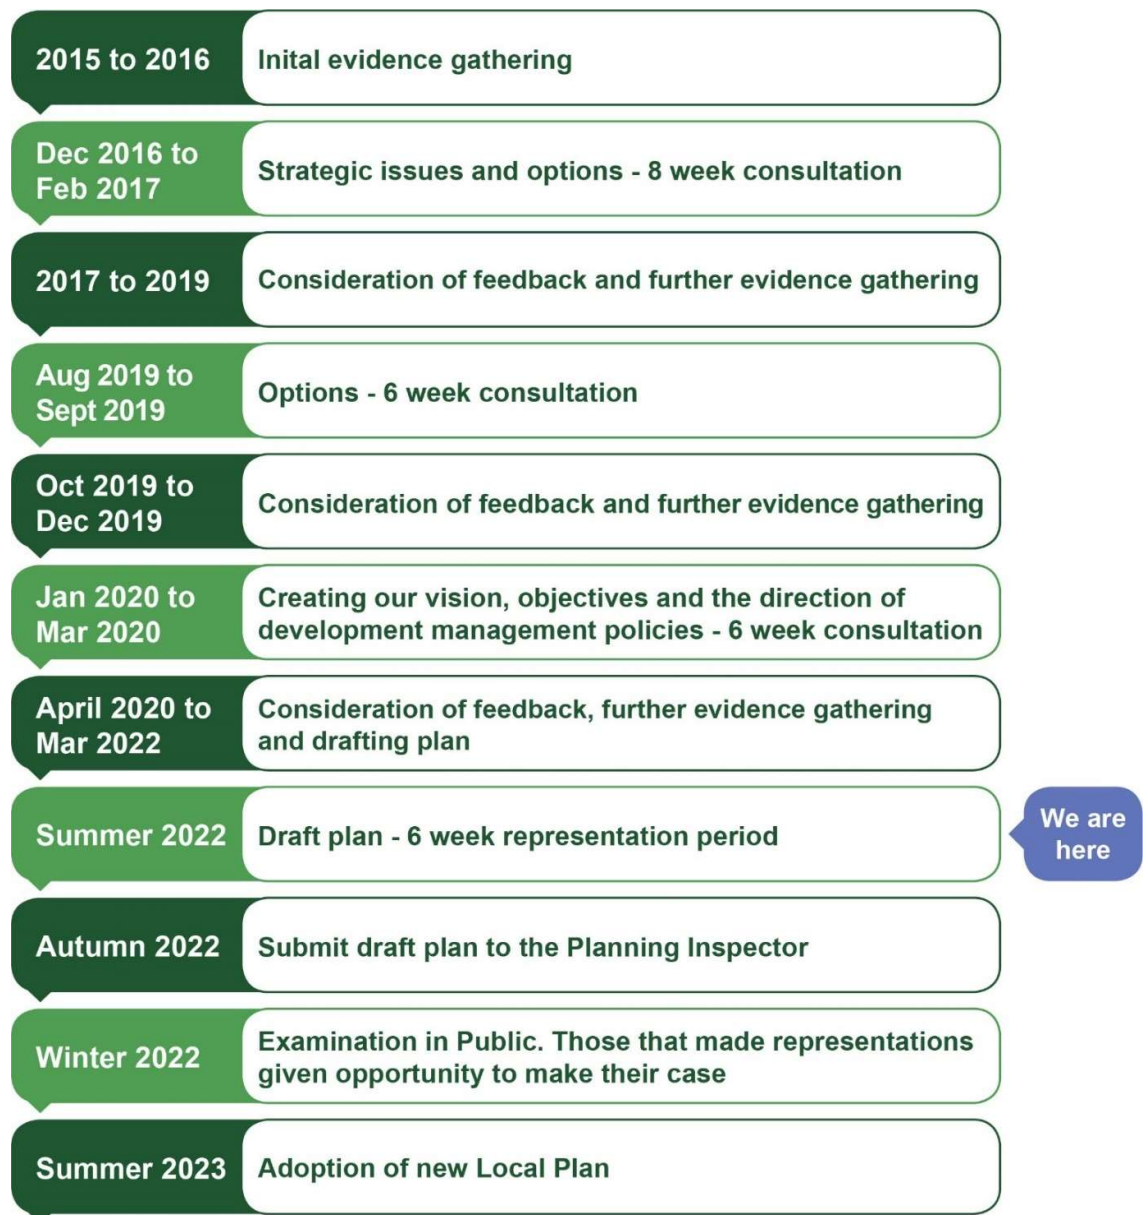 2015 to 2016
Inital evidence gathering
Dec 2016 to
Feb 2017
Strategic issues and options - 8 week consultation
2017 to 2019
Consideration of feedback and further evidence gathering
Aug 2019 to
Sept 2019
Options - 6 week consultation
Oct 2019 to
Dec 2019
Consideration of feedback and further evidence gathering
Jan 2020 to
Mar 2020
Creating our vision, objectives and the direction of
development management policies - 6 week consultation
April 2020 to
Mar 2022
Consideration of feedback, further evidence gathering
and drafting plan
Summer 2022
Draft plan - 6 week representation period
We are
here
Autumn 2022
Submit draft plan to the Planning Inspector
Winter 2022
Examination in Public. Those that made representations
given opportunity to make their case
Summer 2023
Adoption of new Local Plan